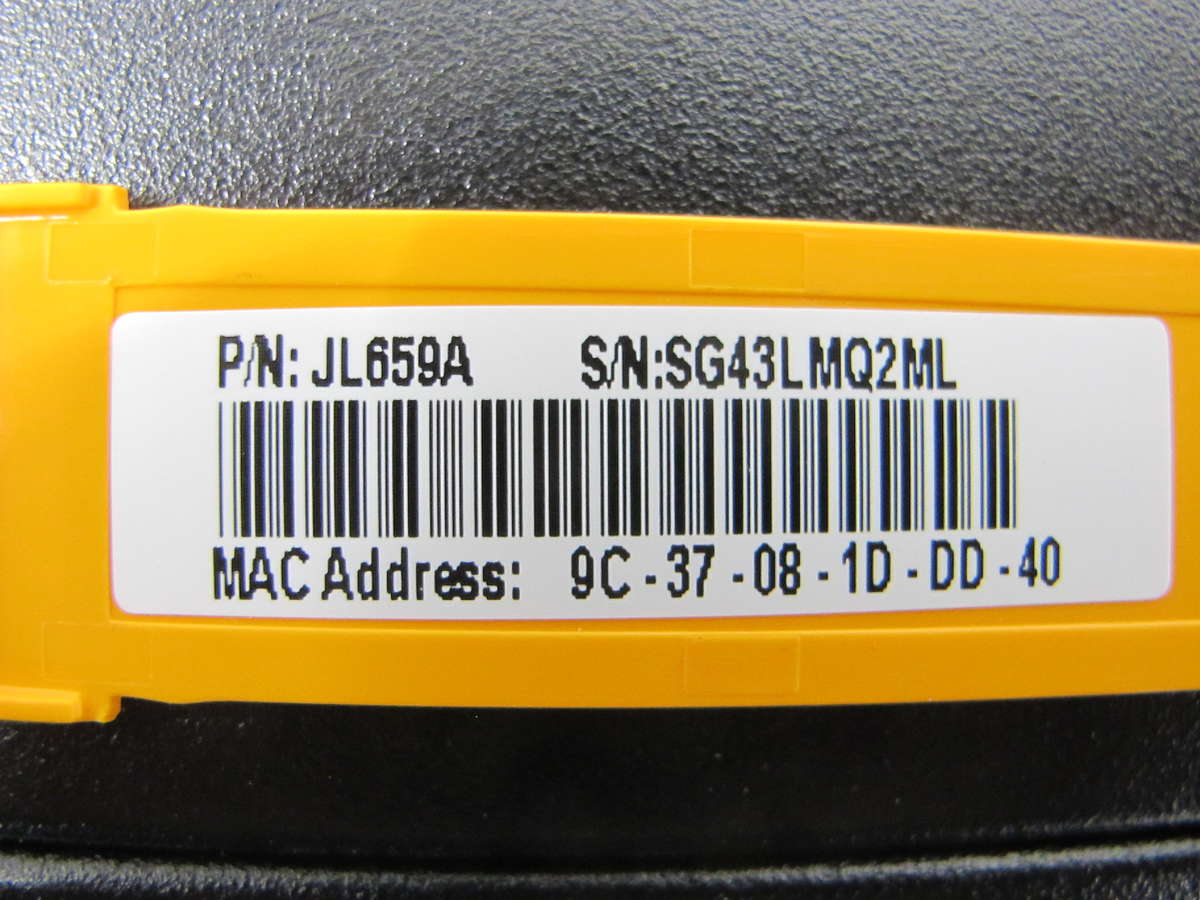 P/N: JL659A S/N:SG43LMQ2ML
MAC Address: 9C-37-08-1D-DD-40